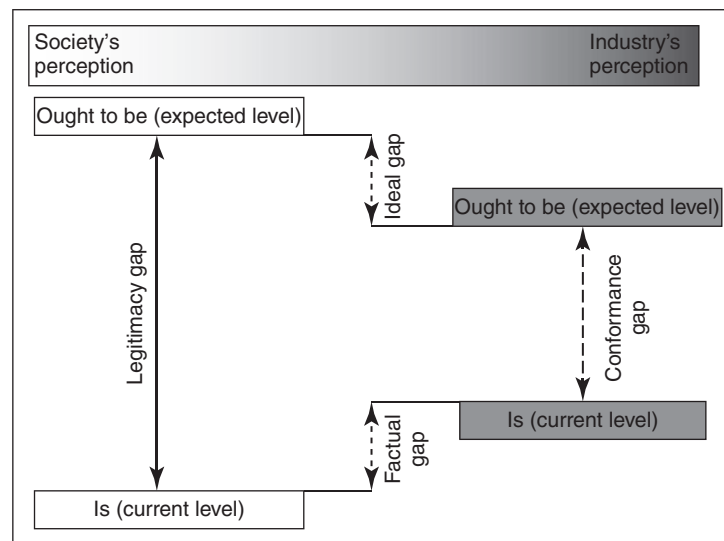 Society's
perception
Industry's
perception
Ought to be (expected level)
Ideal gap
Ought to be (expected level)
Legitimacy gap
Conformance
gap
Factual
gap
Is (current level)
Is (current level)